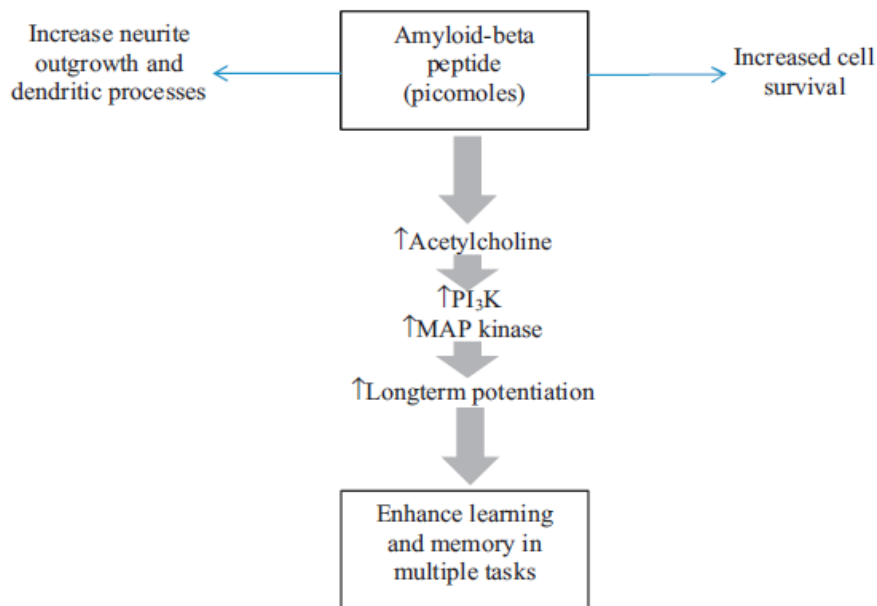 Increase neurite
outgrowth and
dendritic processes
Amyloid-beta
peptide
(picomoles)
Increased cell
survival
↑Acetylcholine
↑PI₃K
↑MAP kinase
↑Longterm potentiation
Enhance learning
and memory in
multiple tasks